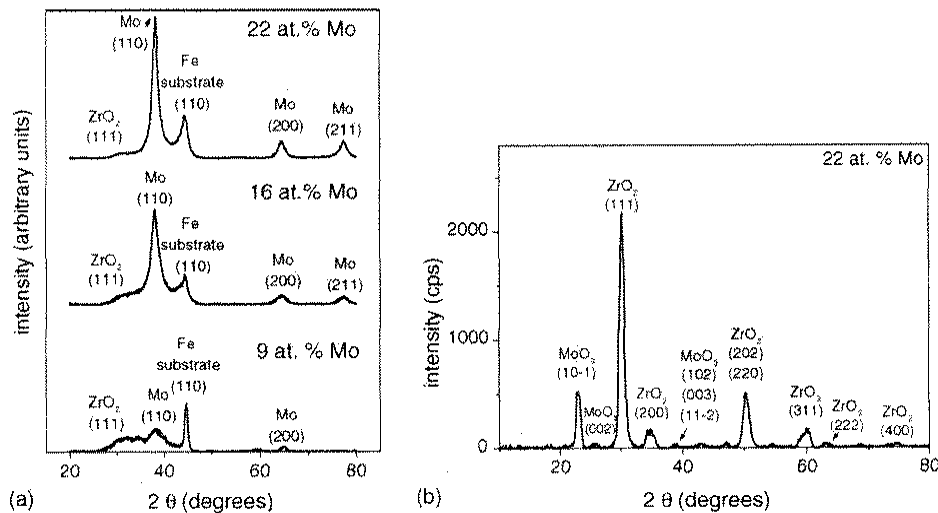 22 at.% Mo
Mo
(110)
Fe
substrate
(110)
ZrO2
(111)
Mo
(200)
Mo
(211)
16 at.% Mo
Mo
(110)
Fe
substrate
(110)
ZrO2
(111)
Mo
(200)
Mo
(211)
9 at. % Mo
Fe
substrate
(110)
ZrO2
(111)
Mo
(110)
Mo
(200)
intensity (arbitrary units)
20 40 60 80
2 θ (degrees)
(a)
22 at. % Mo
ZrO2
(111)
MoO3
(10-1)
MoO3
(002)
ZrO2
(200)
MoO3
(102)
(003)
(11-2)
ZrO2
(202)
(220)
ZrO2
(311)
ZrO2
(222)
ZrO2
(400)
intensity (cps)
2000
1000
0
20 40 60 80
2 θ (degrees)
(b)